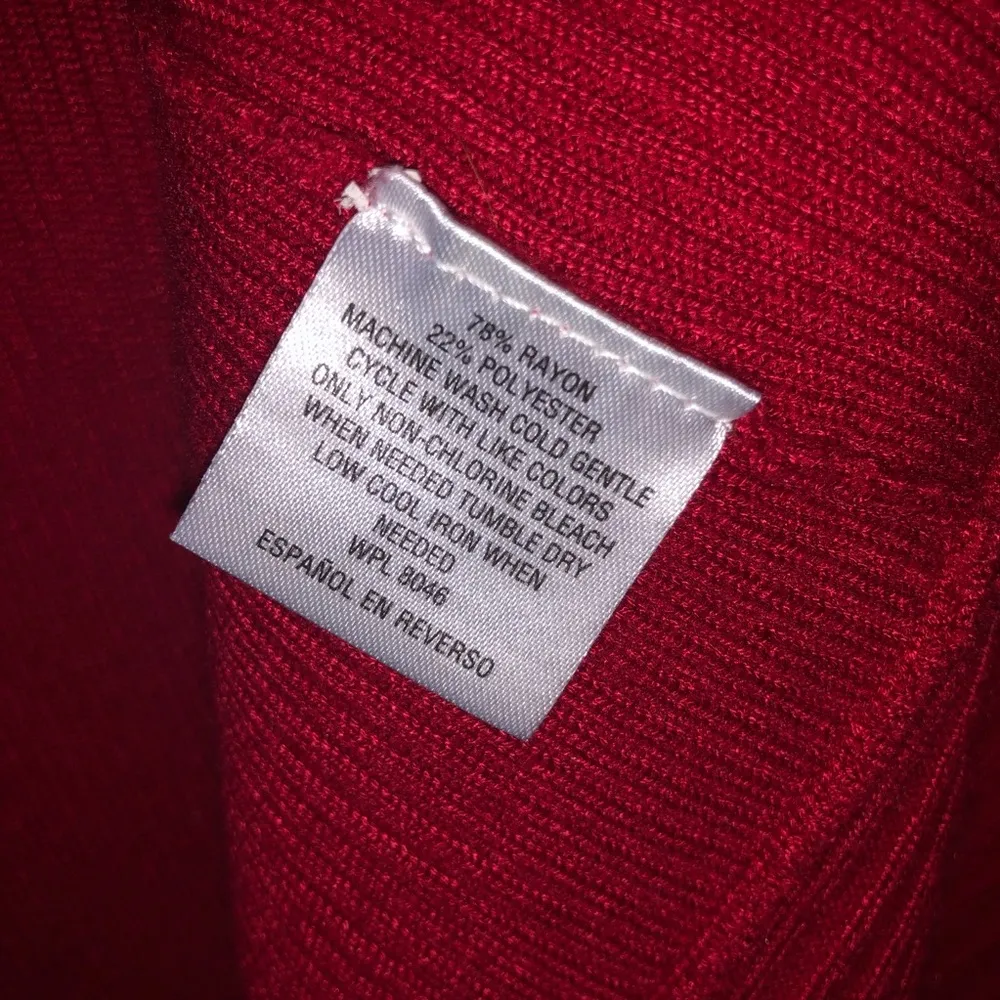 78% RAYON
22% POLYESTER
MACHINE WASH COLD GENTLE
CYCLE WITH LIKE COLORS
ONLY NON-CHLORINE BLEACH
WHEN NEEDED TUMBLE DRY
LOW COOL IRON WHEN
NEEDED
WPL 8046
ESPAÑOL EN REVERSO